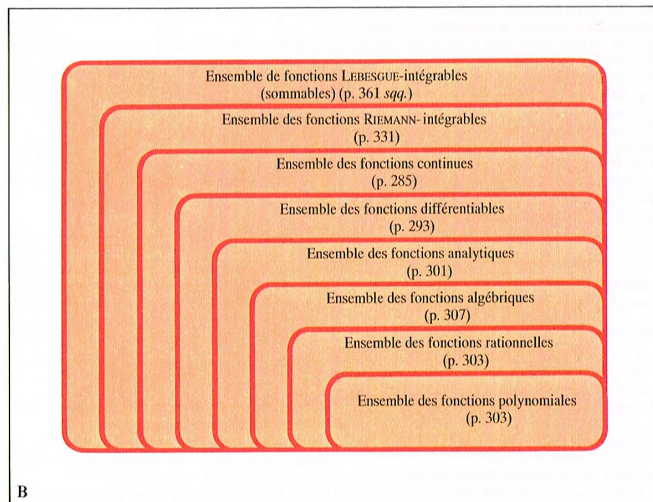 Ensemble de fonctions LEBESGUE-intégrables
(sommables) (p. 361 sqq.)
Ensemble des fonctions RIEMANN- intégrables
(p. 331)
Ensemble des fonctions continues
(p. 285)
Ensemble des fonctions différentiables
(p. 293)
Ensemble des fonctions analytiques
(p. 301)
Ensemble des fonctions algébriques
(p. 307)
Ensemble des fonctions rationnelles
(p. 303)
Ensemble des fonctions polynomiales
(p. 303)
B